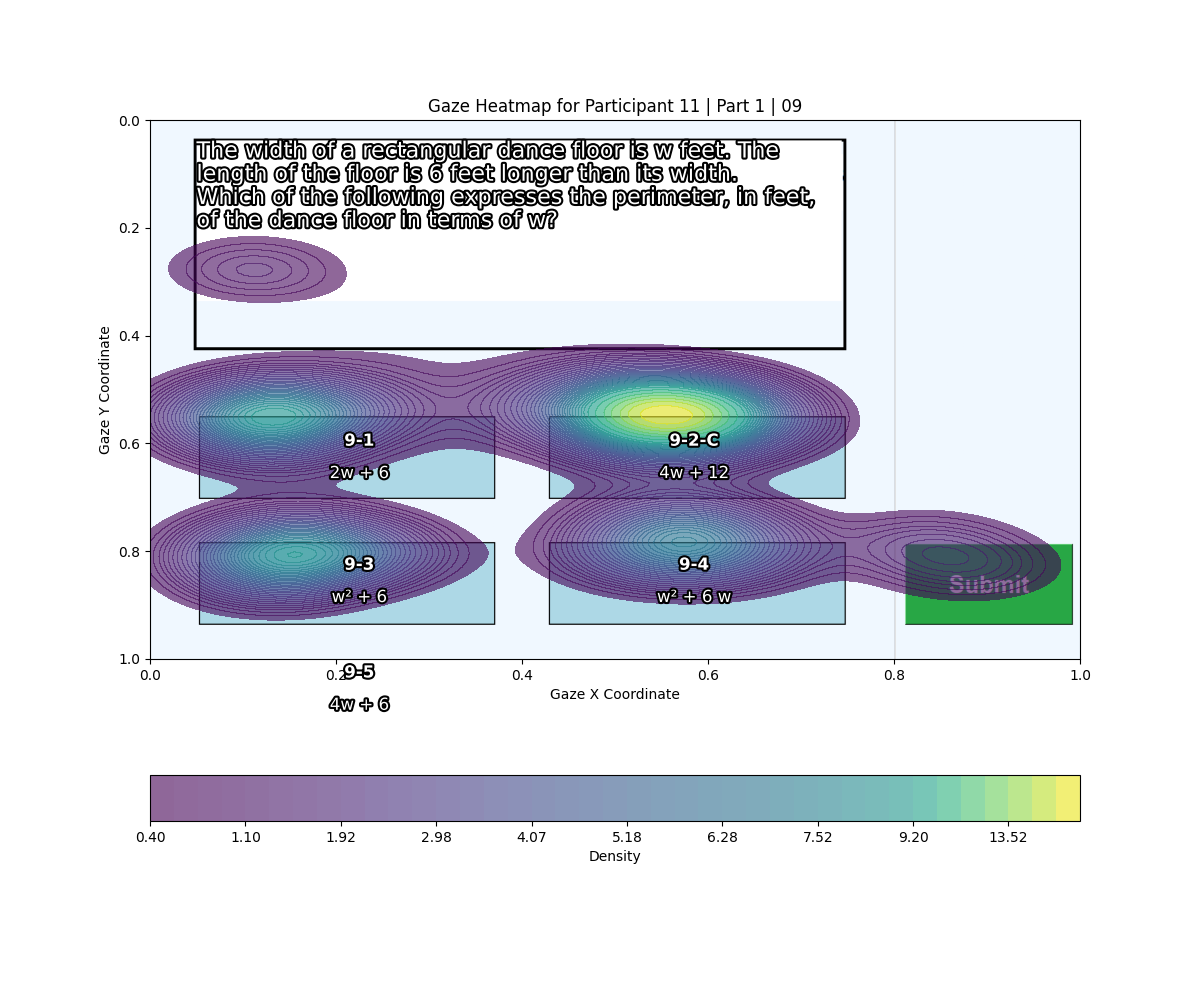 Gaze Heatmap for Participant 11 | Part 1 | 09
0.0
0.2
0.4
0.6
0.8
1.0
Gaze Y Coordinate
The width of a rectangular dance floor is w feet. The
length of the floor is 6 feet longer than its width.
Which of the following expresses the perimeter, in feet,
of the dance floor in terms of w?
9-1
2w + 6
9-2-C
4w + 12
9-3
w² + 6
9-4
w² + 6 w
Submit
0.0
0.2
0.4
0.6
0.8
1.0
9-5
4w + 6
Gaze X Coordinate
0.40
1.10
1.92
2.98
4.07
5.18
6.28
7.52
9.20
13.52
Density